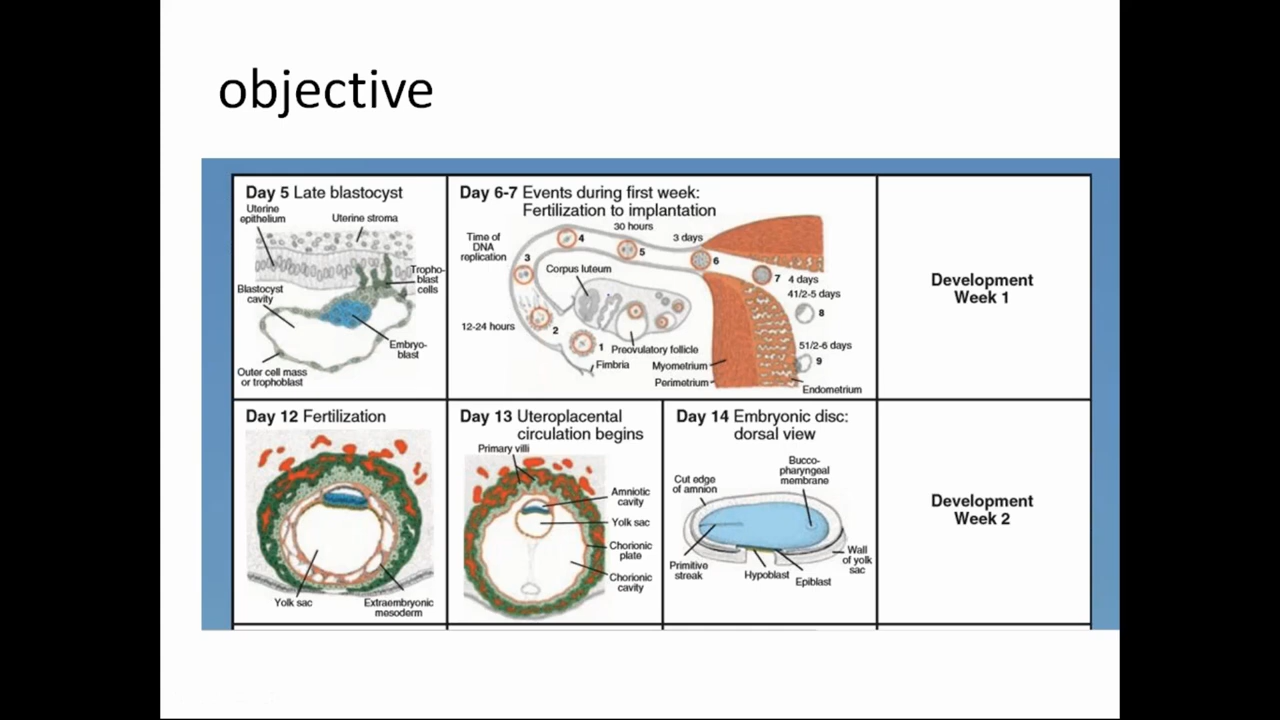 objective
Day 5 Late blastocyst
Uterine
epithelium
Uterine stroma
Tropho-
blast
cells
Blastocyst
cavity
Embryo-
blast
Outer cell mass
or trophoblast
Day 6-7 Events during first week:
Fertilization to implantation
30 hours
Time of
DNA
replication
3 days
4
5
3
6
Corpus luteum
7
4 days
41/2-5 days
8
12-24 hours
2
1
Preovulatory follicle
51/2-6 days
9
Fimbria
Myometrium
Perimetrium
Endometrium
Development
Week 1
Day 12 Fertilization
Yolk sac
Extraembryonic
mesoderm
Day 13 Uteroplacental
circulation begins
Primary villi
Amniotic
cavity
Yolk sac
Chorionic
plate
Chorionic
cavity
Day 14 Embryonic disc:
dorsal view
Bucco-
pharyngeal
membrane
Cut edge
of amnion
Primitive
streak
Hypoblast
Epiblast
Wall
of yolk
sac
Development
Week 2